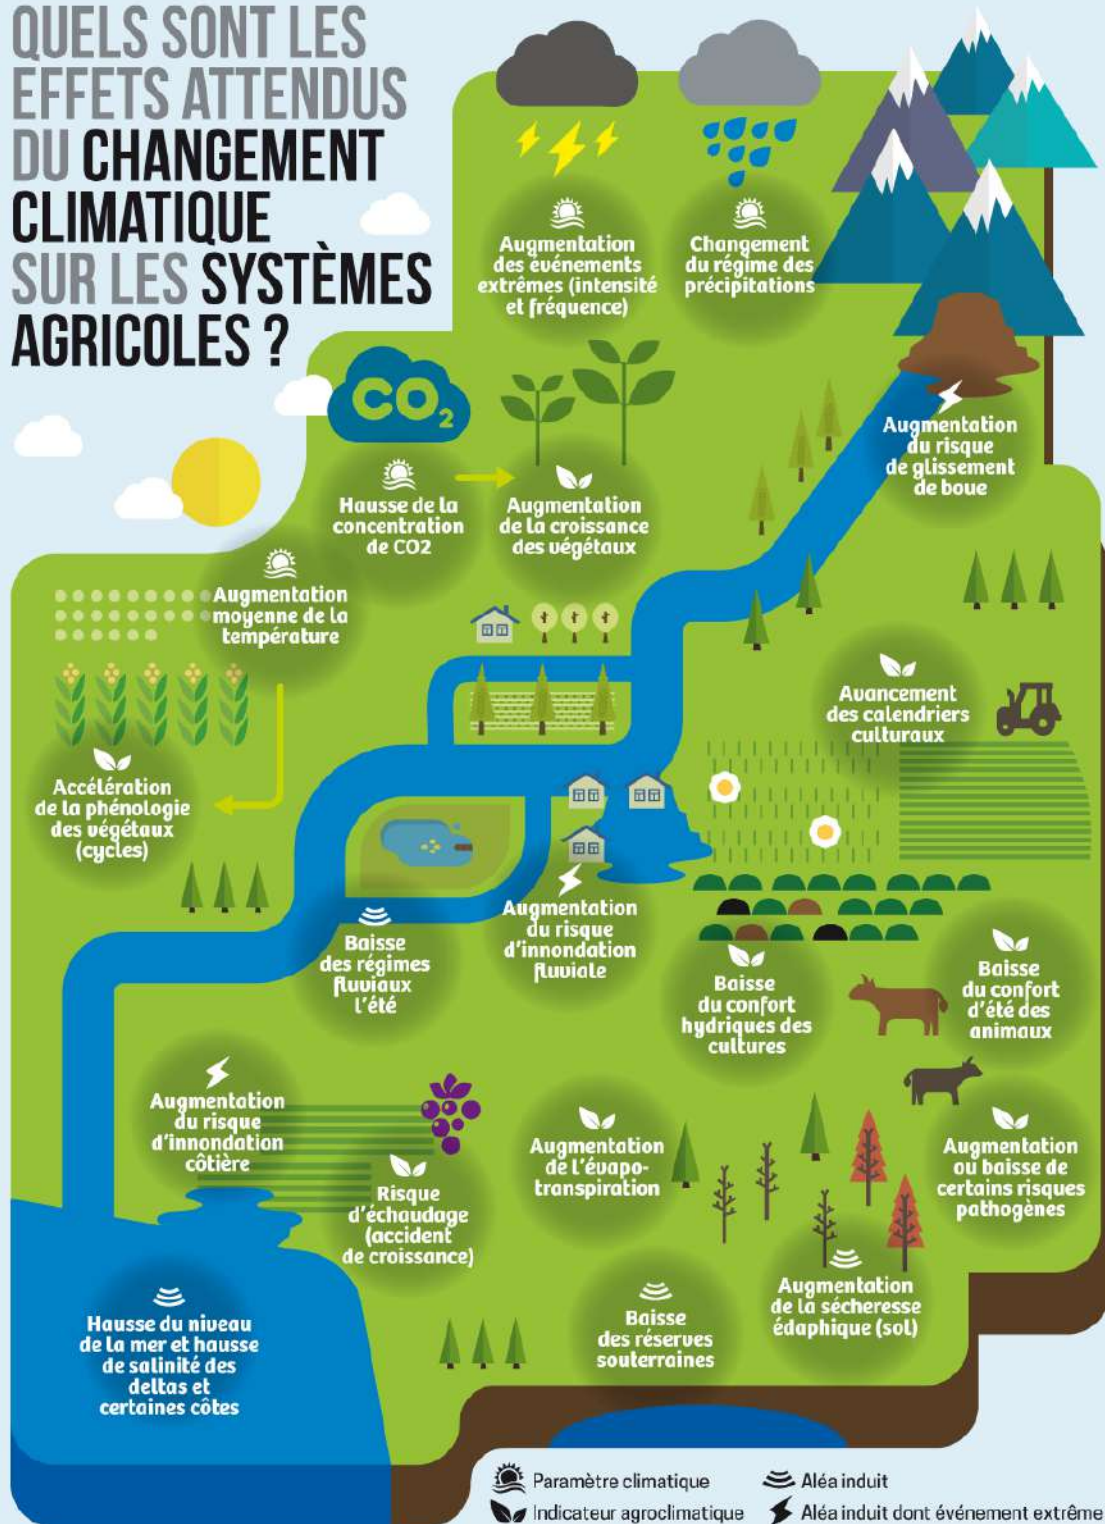 QUELS SONT LES
EFFETS ATTENDUS
DU CHANGEMENT
CLIMATIQUE
SUR LES SYSTÈMES
AGRICOLES ?
Augmentation
des événements
extrêmes (intensité
et fréquence)
Changement
du régime des
précipitations
CO2
Hausse de la
concentration
de CO2
Augmentation
de la croissance
des végétaux
Augmentation
du risque
de glissement
de boue
Augmentation
moyenne de la
température
Avancement
des calendriers
culturaux
Accélération
de la phénologie
des végétaux
(cycles)
Baisse
des régimes
fluviaux
l'été
Augmentation
du risque
d'innondation
fluviale
Baisse
du confort
hydriques des
cultures
Baisse
du confort
d'été des
animaux
Augmentation
du risque
d'innondation
côtière
Risque
d'échaudage
(accident
de croissance)
Augmentation
de l'évapo-
transpiration
Augmentation
ou baisse de
certains risques
pathogènes
Hausse du niveau
de la mer et hausse
de salinité des
deltas et
certaines côtes
Baisse
des réserves
souterraines
Augmentation
de la sécheresse
édaphique (sol)
Paramètre climatique
Aléa induit
Indicateur agroclimatique
Aléa induit dont événement extrême